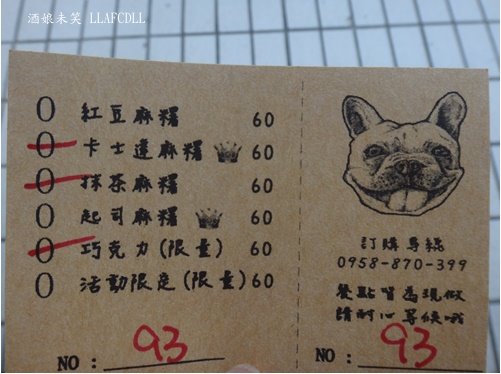 酒娘未笑 LLAFCDLL
0 紅豆麻糬 60
0 卡士達麻糬 60
0 抹茶麻糬 60
0 起司麻糬 60
0 巧克力(限量) 60
0 活動限定(限量) 60
NO : 93
訂購專線
0958-870-399
餐點皆為現做
請耐心等候哦
NO : 93